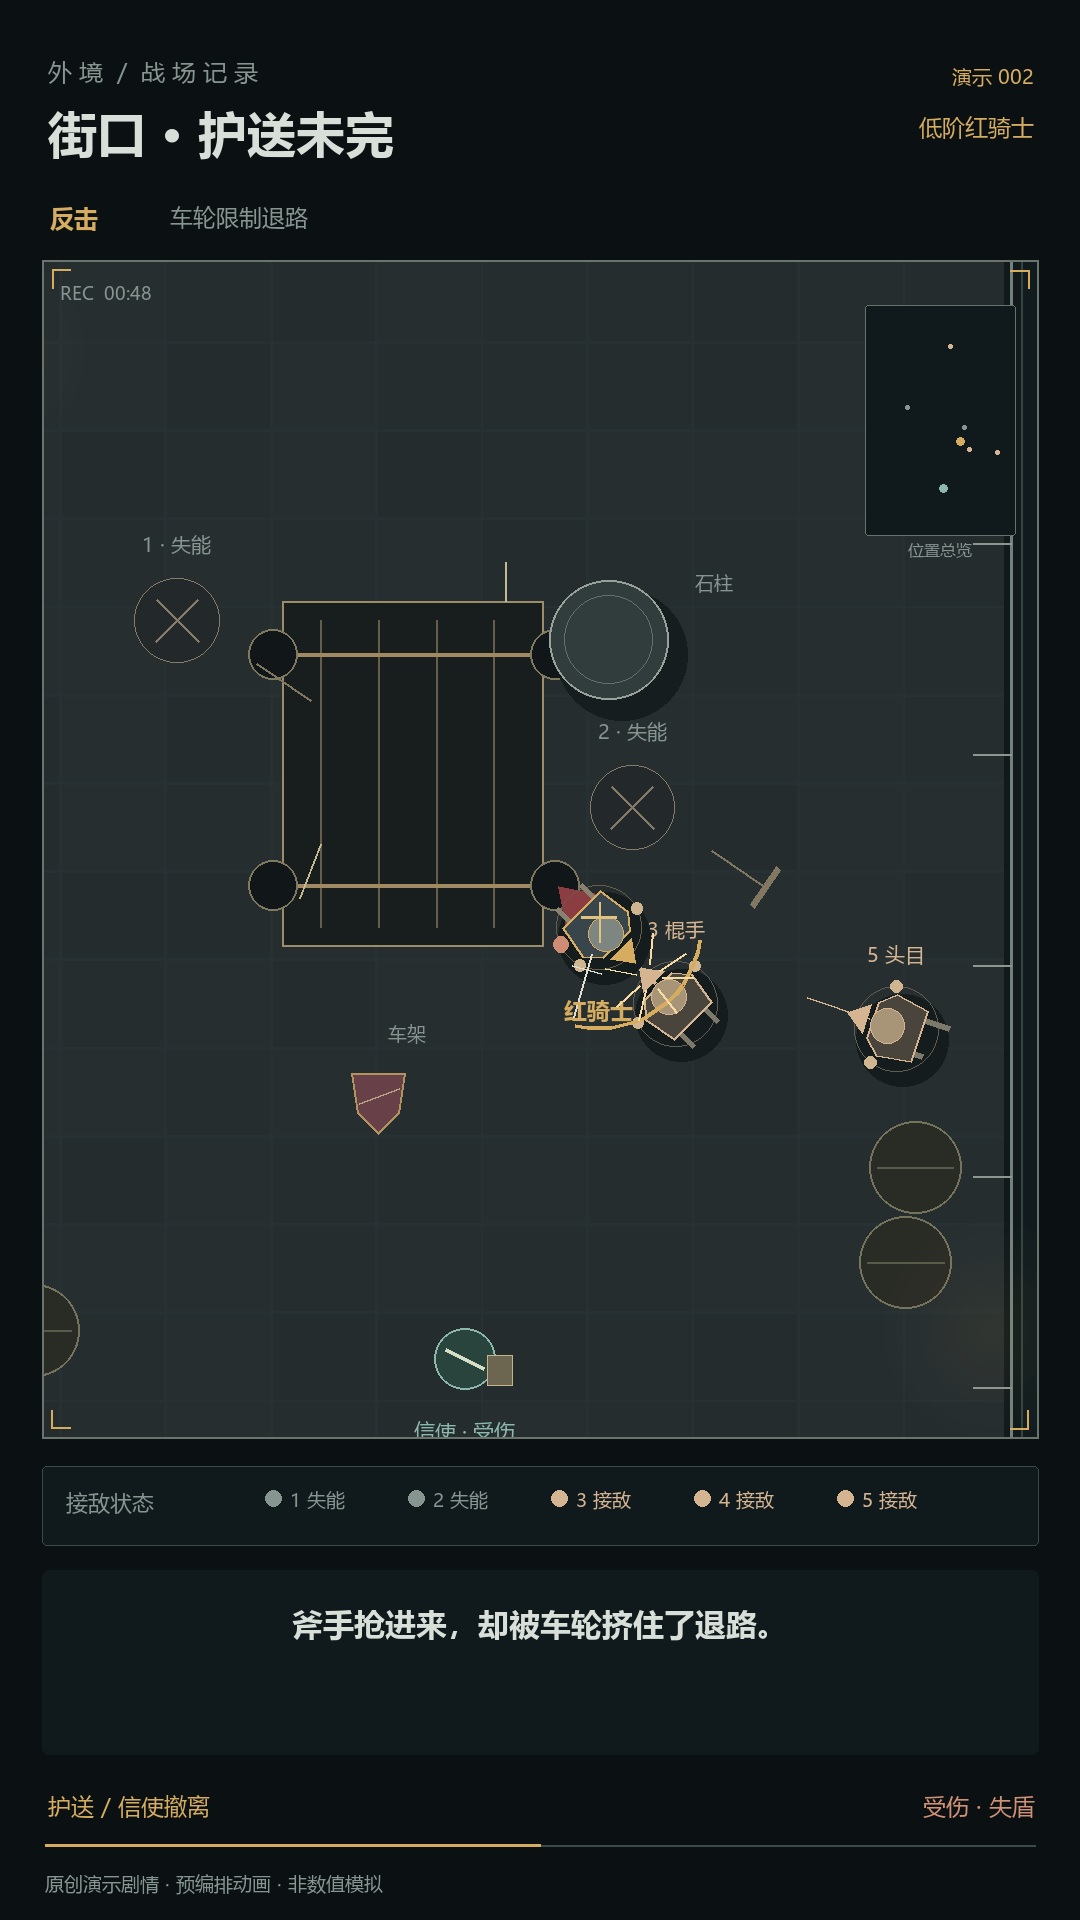 外境 / 战场记录
演示 002
街口·护送未完
低阶红骑士
反击
车轮限制退路
REC 00:48
位置总览
1 · 失能
石柱
2 · 失能
3 棍手
5 头目
红骑士
车架
信使 · 受伤
接敌状态
1 失能
2 失能
3 接敌
4 接敌
5 接敌
斧手抢进来，却被车轮挤住了退路。
护送 / 信使撤离
受伤 · 失盾
原创演示剧情 · 预编排动画 · 非数值模拟